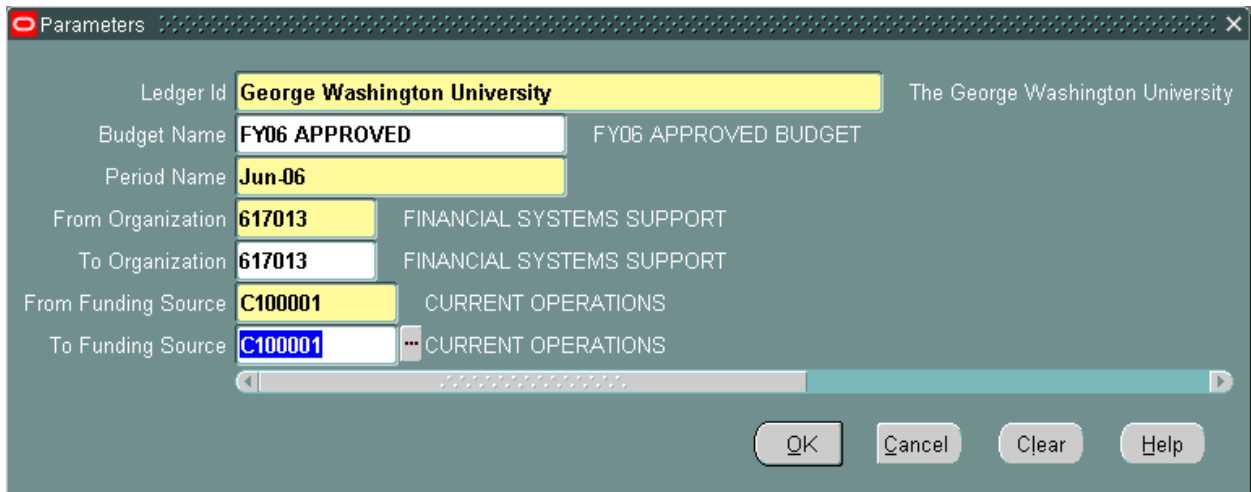 Parameters
Ledger Id George Washington University The George Washington University
Budget Name FY06 APPROVED FY06 APPROVED BUDGET
Period Name Jun-06
From Organization 617013 FINANCIAL SYSTEMS SUPPORT
To Organization 617013 FINANCIAL SYSTEMS SUPPORT
From Funding Source C100001 CURRENT OPERATIONS
To Funding Source C100001 ... CURRENT OPERATIONS
OK Cancel Clear Help